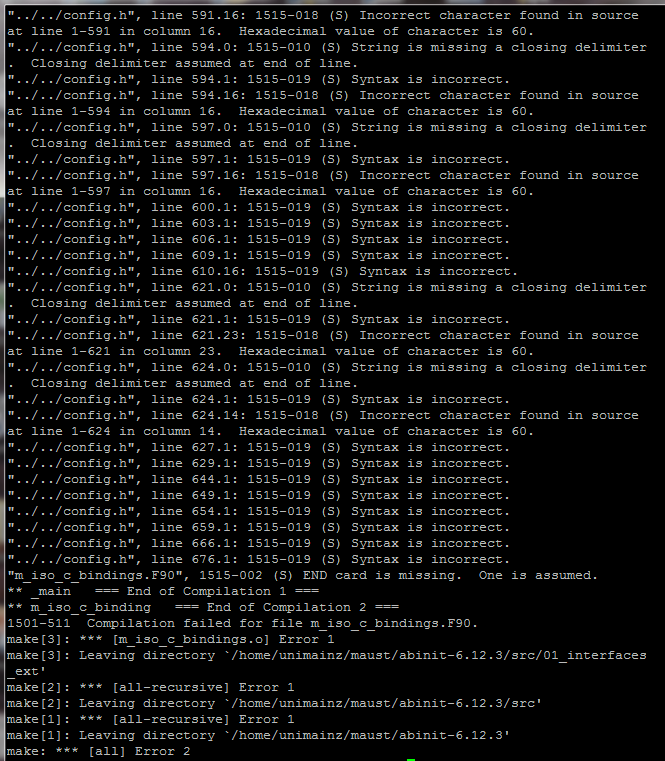 "../../config.h", line 591.16: 1515-018 (S) Incorrect character found in source
at line 1-591 in column 16.  Hexadecimal value of character is 60.
"../../config.h", line 594.0: 1515-010 (S) String is missing a closing delimiter
.  Closing delimiter assumed at end of line.
"../../config.h", line 594.1: 1515-019 (S) Syntax is incorrect.
"../../config.h", line 594.16: 1515-018 (S) Incorrect character found in source
at line 1-594 in column 16.  Hexadecimal value of character is 60.
"../../config.h", line 597.0: 1515-010 (S) String is missing a closing delimiter
.  Closing delimiter assumed at end of line.
"../../config.h", line 597.1: 1515-019 (S) Syntax is incorrect.
"../../config.h", line 597.16: 1515-018 (S) Incorrect character found in source
at line 1-597 in column 16.  Hexadecimal value of character is 60.
"../../config.h", line 600.1: 1515-019 (S) Syntax is incorrect.
"../../config.h", line 603.1: 1515-019 (S) Syntax is incorrect.
"../../config.h", line 606.1: 1515-019 (S) Syntax is incorrect.
"../../config.h", line 609.1: 1515-019 (S) Syntax is incorrect.
"../../config.h", line 610.16: 1515-019 (S) Syntax is incorrect.
"../../config.h", line 621.0: 1515-010 (S) String is missing a closing delimiter
.  Closing delimiter assumed at end of line.
"../../config.h", line 621.1: 1515-019 (S) Syntax is incorrect.
"../../config.h", line 621.23: 1515-018 (S) Incorrect character found in source
at line 1-621 in column 23.  Hexadecimal value of character is 60.
"../../config.h", line 624.0: 1515-010 (S) String is missing a closing delimiter
.  Closing delimiter assumed at end of line.
"../../config.h", line 624.1: 1515-019 (S) Syntax is incorrect.
"../../config.h", line 624.14: 1515-018 (S) Incorrect character found in source
at line 1-624 in column 14.  Hexadecimal value of character is 60.
"../../config.h", line 627.1: 1515-019 (S) Syntax is incorrect.
"../../config.h", line 629.1: 1515-019 (S) Syntax is incorrect.
"../../config.h", line 644.1: 1515-019 (S) Syntax is incorrect.
"../../config.h", line 649.1: 1515-019 (S) Syntax is incorrect.
"../../config.h", line 654.1: 1515-019 (S) Syntax is incorrect.
"../../config.h", line 659.1: 1515-019 (S) Syntax is incorrect.
"../../config.h", line 666.1: 1515-019 (S) Syntax is incorrect.
"../../config.h", line 676.1: 1515-019 (S) Syntax is incorrect.
"m_iso_c_bindings.F90", 1515-002 (S) END card is missing.  One is assumed.
** _main   === End of Compilation 1 ===
** m_iso_c_binding   === End of Compilation 2 ===
1501-511  Compilation failed for file m_iso_c_bindings.F90.
make[3]: *** [m_iso_c_bindings.o] Error 1
make[3]: Leaving directory `/home/unimainz/maust/abinit-6.12.3/src/01_interfaces
_ext'
make[2]: *** [all-recursive] Error 1
make[2]: Leaving directory `/home/unimainz/maust/abinit-6.12.3/src'
make[1]: *** [all-recursive] Error 1
make[1]: Leaving directory `/home/unimainz/maust/abinit-6.12.3'
make: *** [all] Error 2